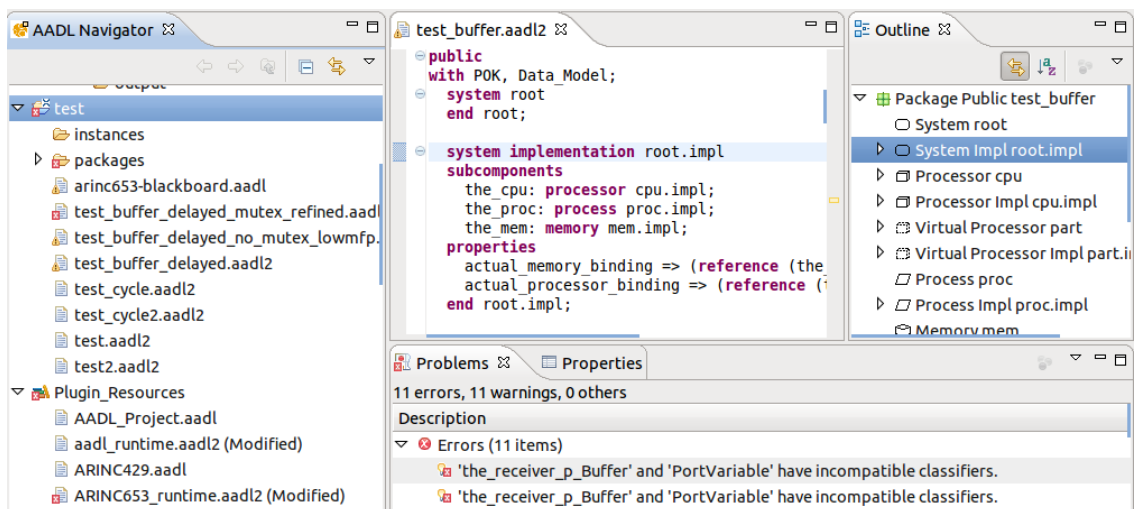 AADL Navigator
output
test
instances
packages
arinc653-blackboard.aadl
test_buffer_delayed_mutex_refined.aadl
test_buffer_delayed_no_mutex_lowmfp.
test_buffer_delayed.aadl2
test_cycle.aadl2
test_cycle2.aadl2
test.aadl2
test2.aadl2
Plugin_Resources
AADL_Project.aadl
aadl_runtime.aadl2 (Modified)
ARINC429.aadl
ARINC653_runtime.aadl2 (Modified)
test_buffer.aadl2
public
with POK, Data_Model;
system root
end root;
system implementation root.impl
subcomponents
the_cpu: processor cpu.impl;
the_proc: process proc.impl;
the_mem: memory mem.impl;
properties
actual_memory_binding => (reference (the_
actual_processor_binding => (reference (
end root.impl;
Outline
Package Public test_buffer
System root
System Impl root.impl
Processor cpu
Processor Impl cpu.impl
Virtual Processor part
Virtual Processor Impl part.i
Process proc
Process Impl proc.impl
Memory mem
Problems
Properties
11 errors, 11 warnings, 0 others
Description
Errors (11 items)
'the_receiver_p_Buffer' and 'PortVariable' have incompatible classifiers.
'the_receiver_p_Buffer' and 'PortVariable' have incompatible classifiers.